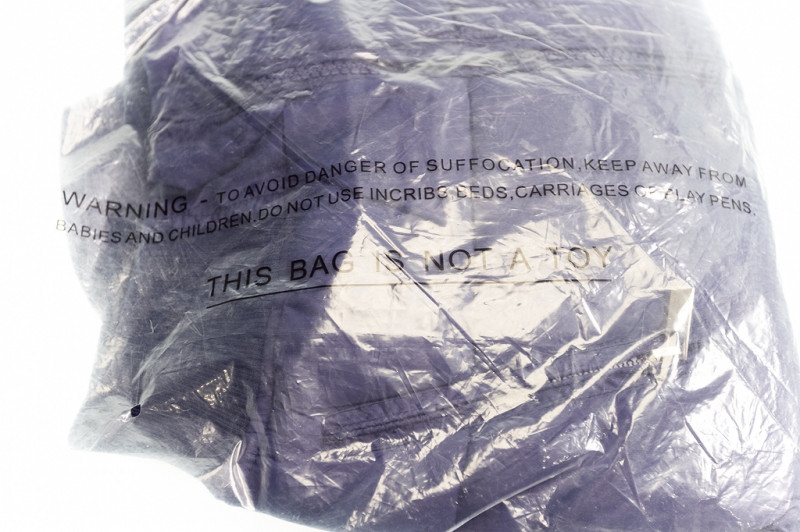 WARNING - TO AVOID DANGER OF SUFFOCATION,KEEP AWAY FROM
BABIES AND CHILDREN.DO NOT USE INCRIBS BEDS,CARRIAGES OR PLAY PENS.
THIS BAG IS NOT A TOY